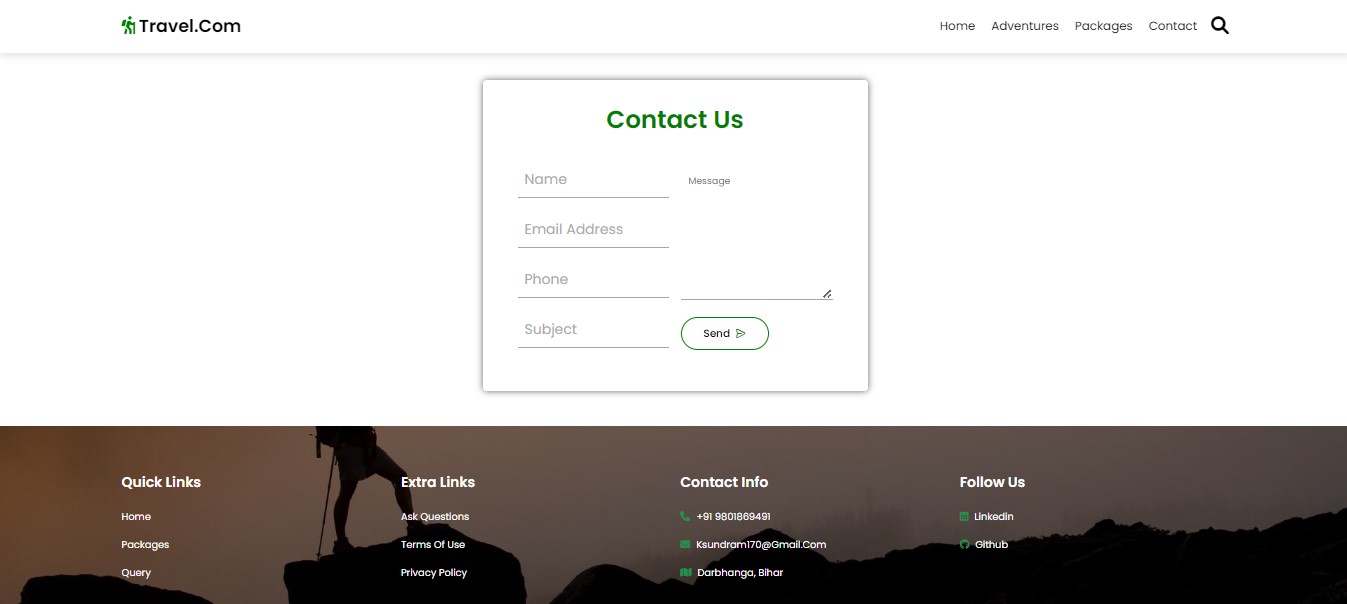 Travel.Com
Home Adventures Packages Contact
Contact Us
Name
Message
Email Address
Phone
Subject
Send
Quick Links
Home
Packages
Query
Extra Links
Ask Questions
Terms Of Use
Privacy Policy
Contact Info
+91 9801869491
Ksundram170@Gmail.Com
Darbhanga, Bihar
Follow Us
Linkedin
Github